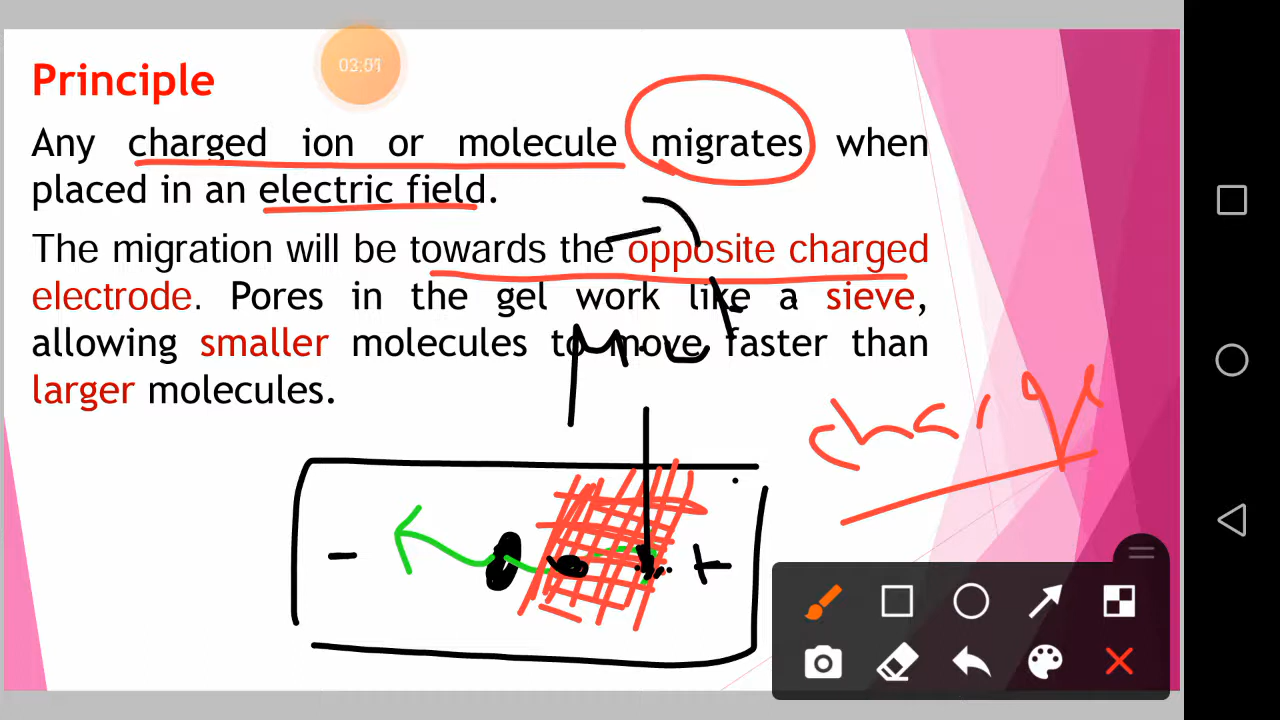 Principle
Any charged ion or molecule migrates when
placed in an electric field.
The migration will be towards the opposite charged
electrode. Pores in the gel work like a sieve,
allowing smaller molecules to move faster than
larger molecules.
charge
- +